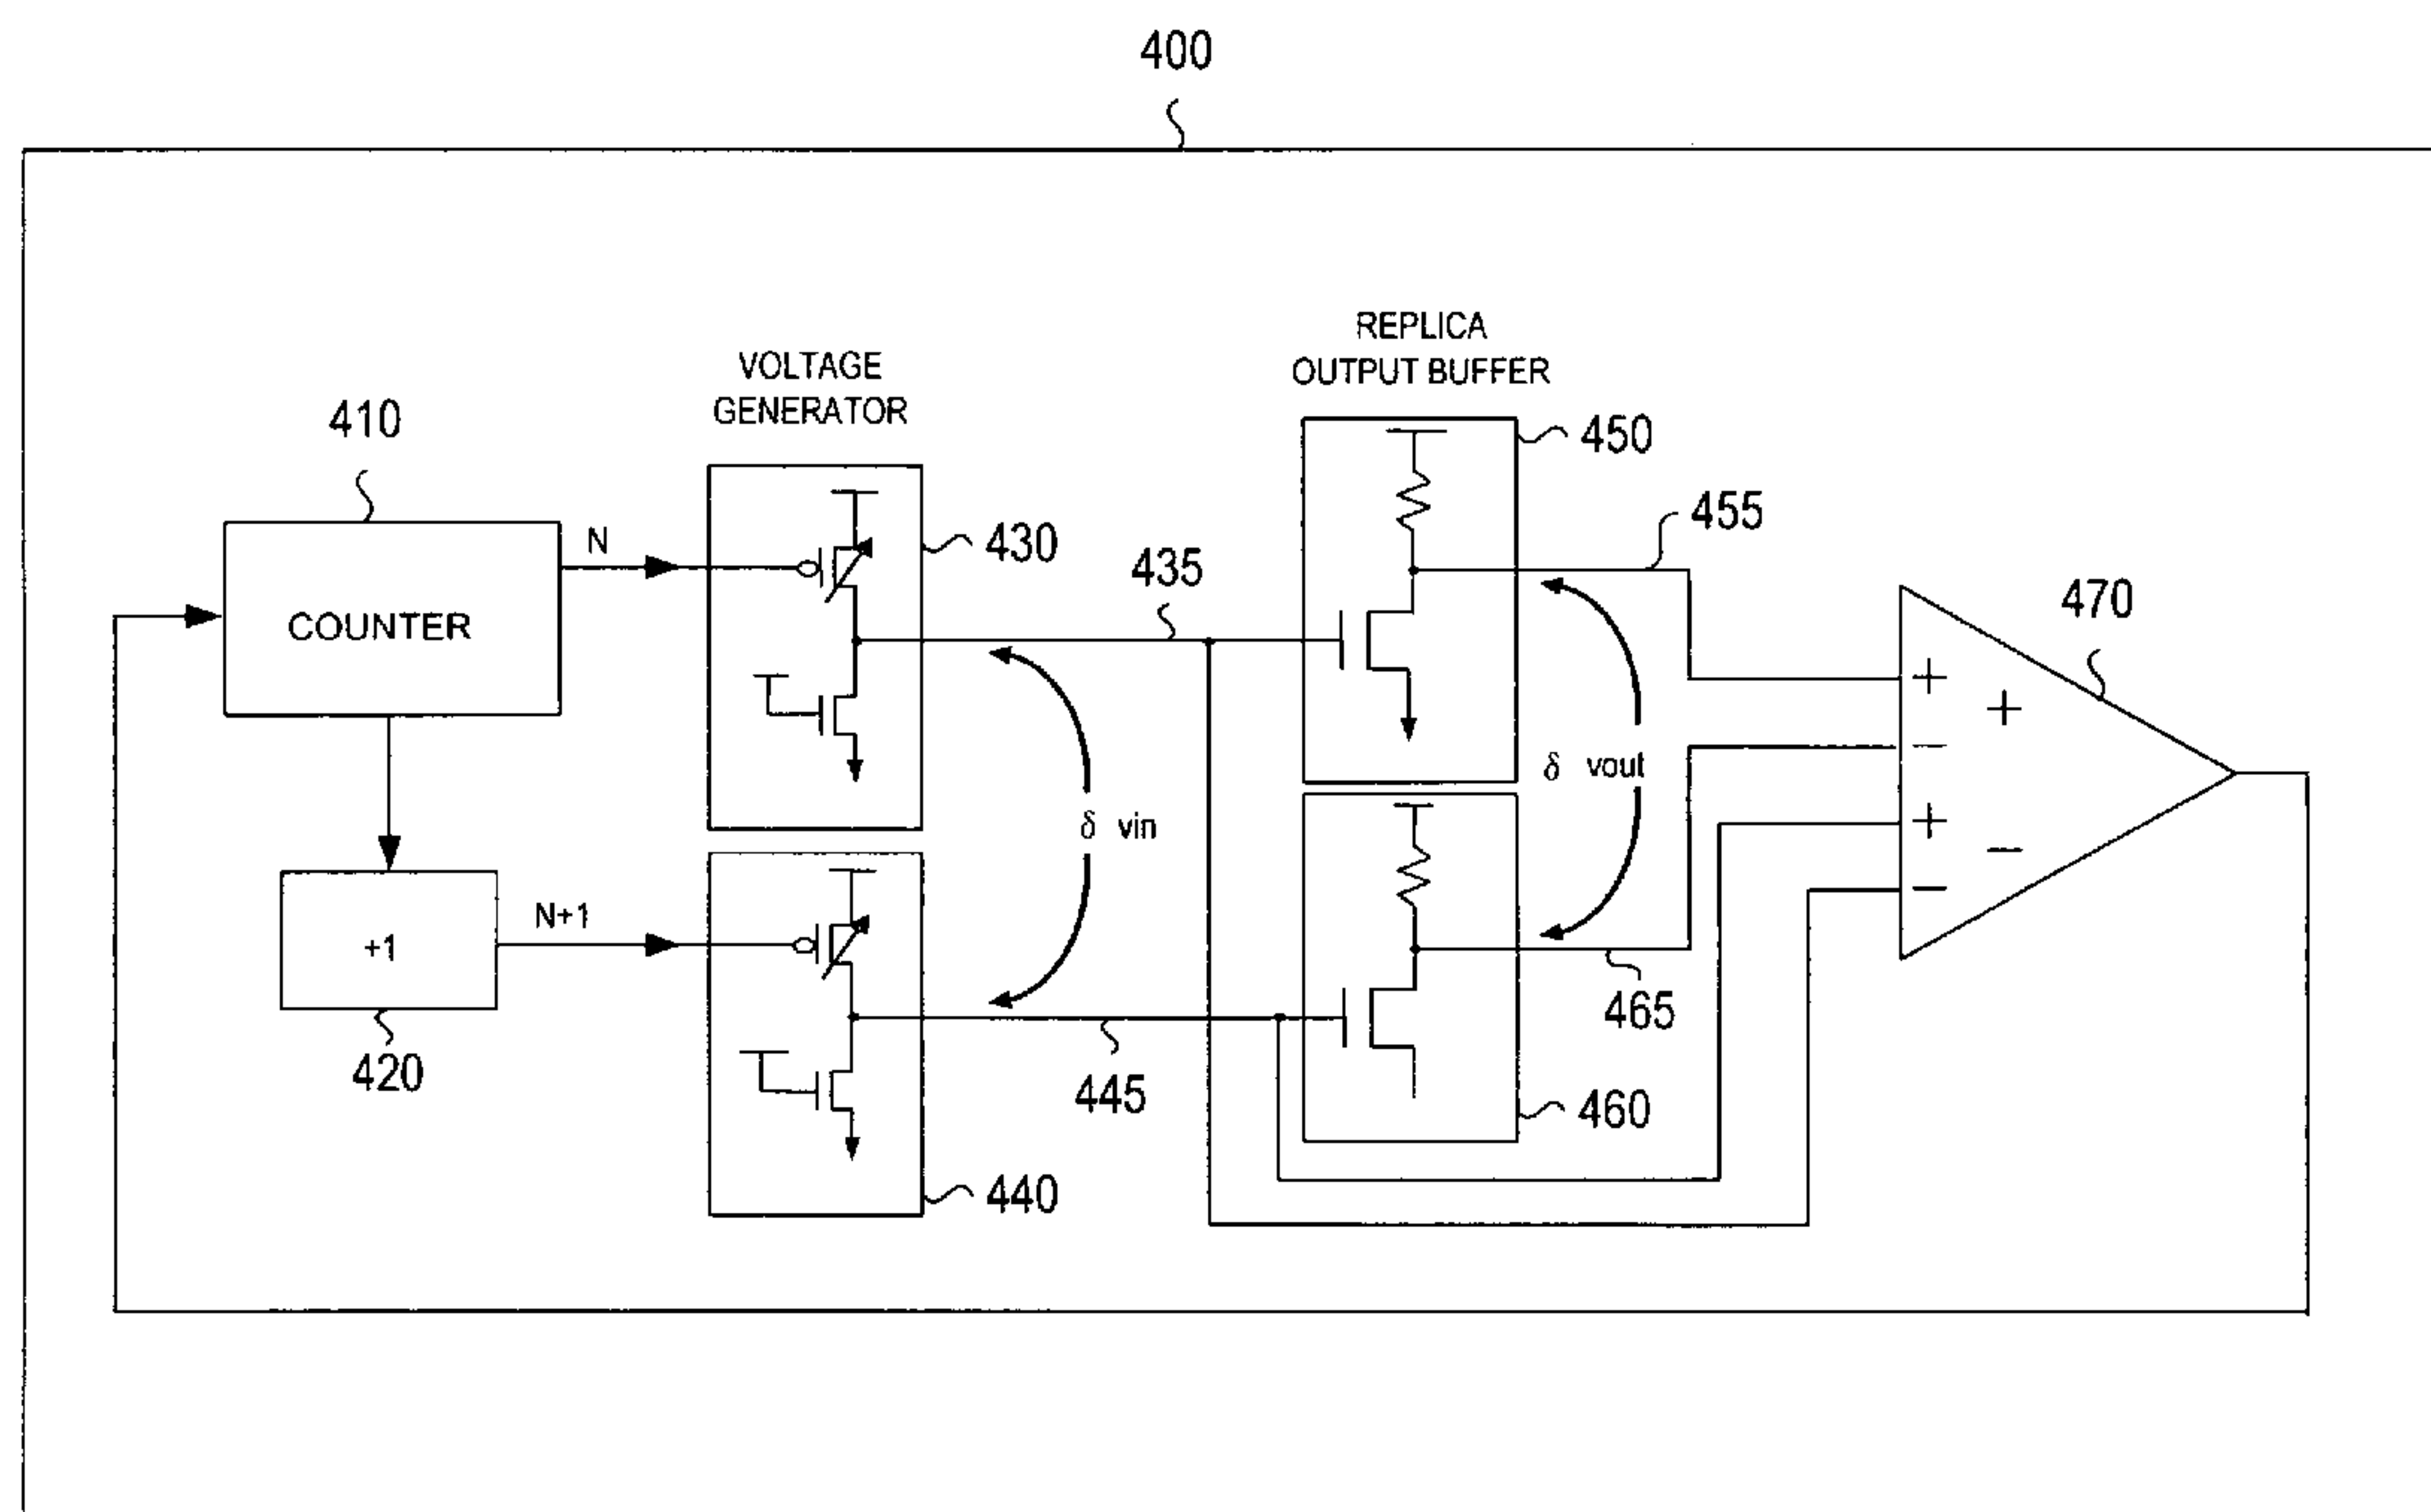 400
REPLICA
OUTPUT BUFFER
VOLTAGE
GENERATOR
410
450
455
N
430
435
470
COUNTER
+
+
−
δ vout
δ vin
+
−
−
N+1
+1
465
420
445
460
440